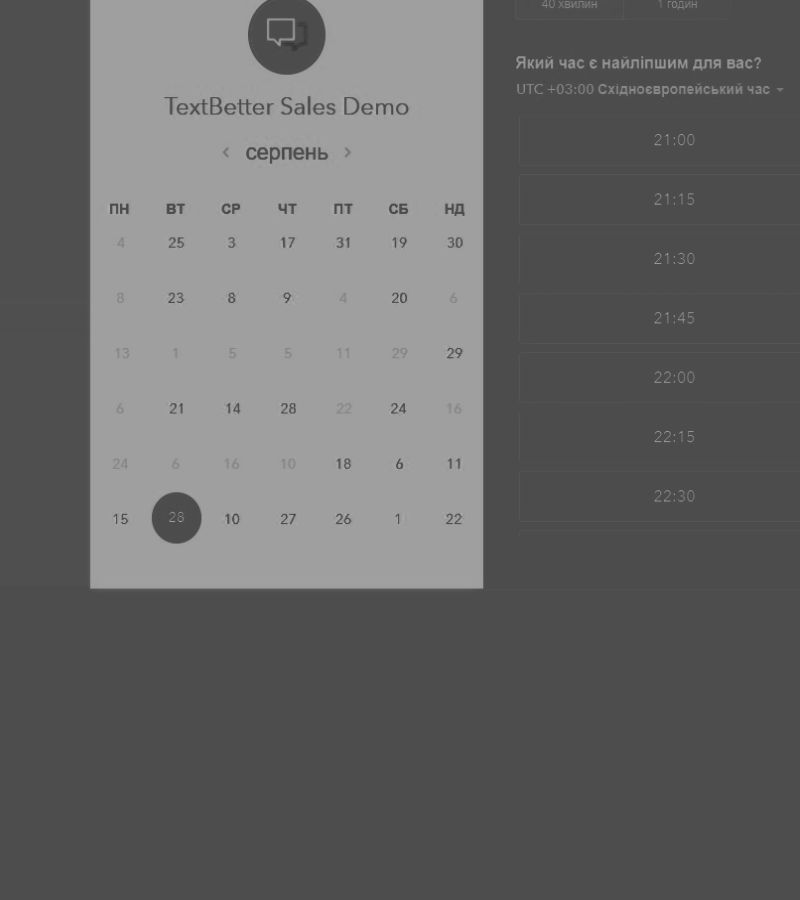 TextBetter Sales Demo
серпень
ПН ВТ СР ЧТ ПТ СБ НД
4 25 3 17 31 19 30
8 23 8 9 4 20 6
13 1 5 5 11 29 29
6 21 14 28 22 24 16
24 6 16 10 18 6 11
15 28 10 27 26 1 22
40 хвилин 1 годин
Який час є найліпшим для вас?
UTC +03:00 Східноєвропейський час
21:00
21:15
21:30
21:45
22:00
22:15
22:30